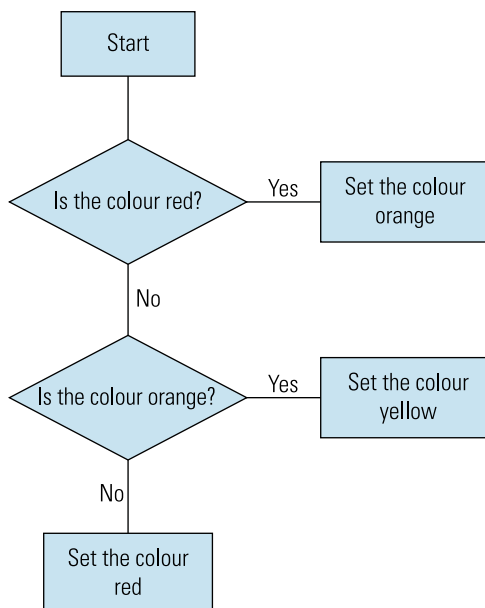 Start
Is the colour red?
Yes
Set the colour
orange
No
Is the colour orange?
Yes
Set the colour
yellow
No
Set the colour
red